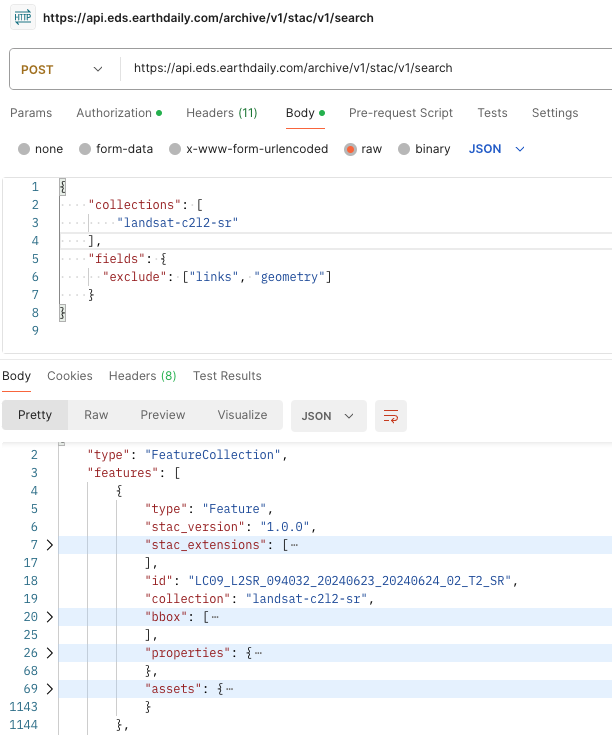 HTTP https://api.eds.earthdaily.com/archive/v1/stac/v1/search
POST https://api.eds.earthdaily.com/archive/v1/stac/v1/search
Params Authorization Headers (11) Body Pre-request Script Tests Settings
none form-data x-www-form-urlencoded raw binary JSON
1 {
2 "collections": [
3 "landsat-c2l2-sr"
4 ],
5 "fields": {
6 "exclude": ["links", "geometry"]
7 }
8 }
9
Body Cookies Headers (8) Test Results
Pretty Raw Preview Visualize JSON
2 "type": "FeatureCollection",
3 "features": [
4 {
5 "type": "Feature",
6 "stac_version": "1.0.0",
7 "stac_extensions": [⋯
17 ],
18 "id": "LC09_L2SR_094032_20240623_20240624_02_T2_SR",
19 "collection": "landsat-c2l2-sr",
20 "bbox": [⋯
25 ],
26 "properties": {⋯
68 },
69 "assets": {⋯
1143 }
1144 },